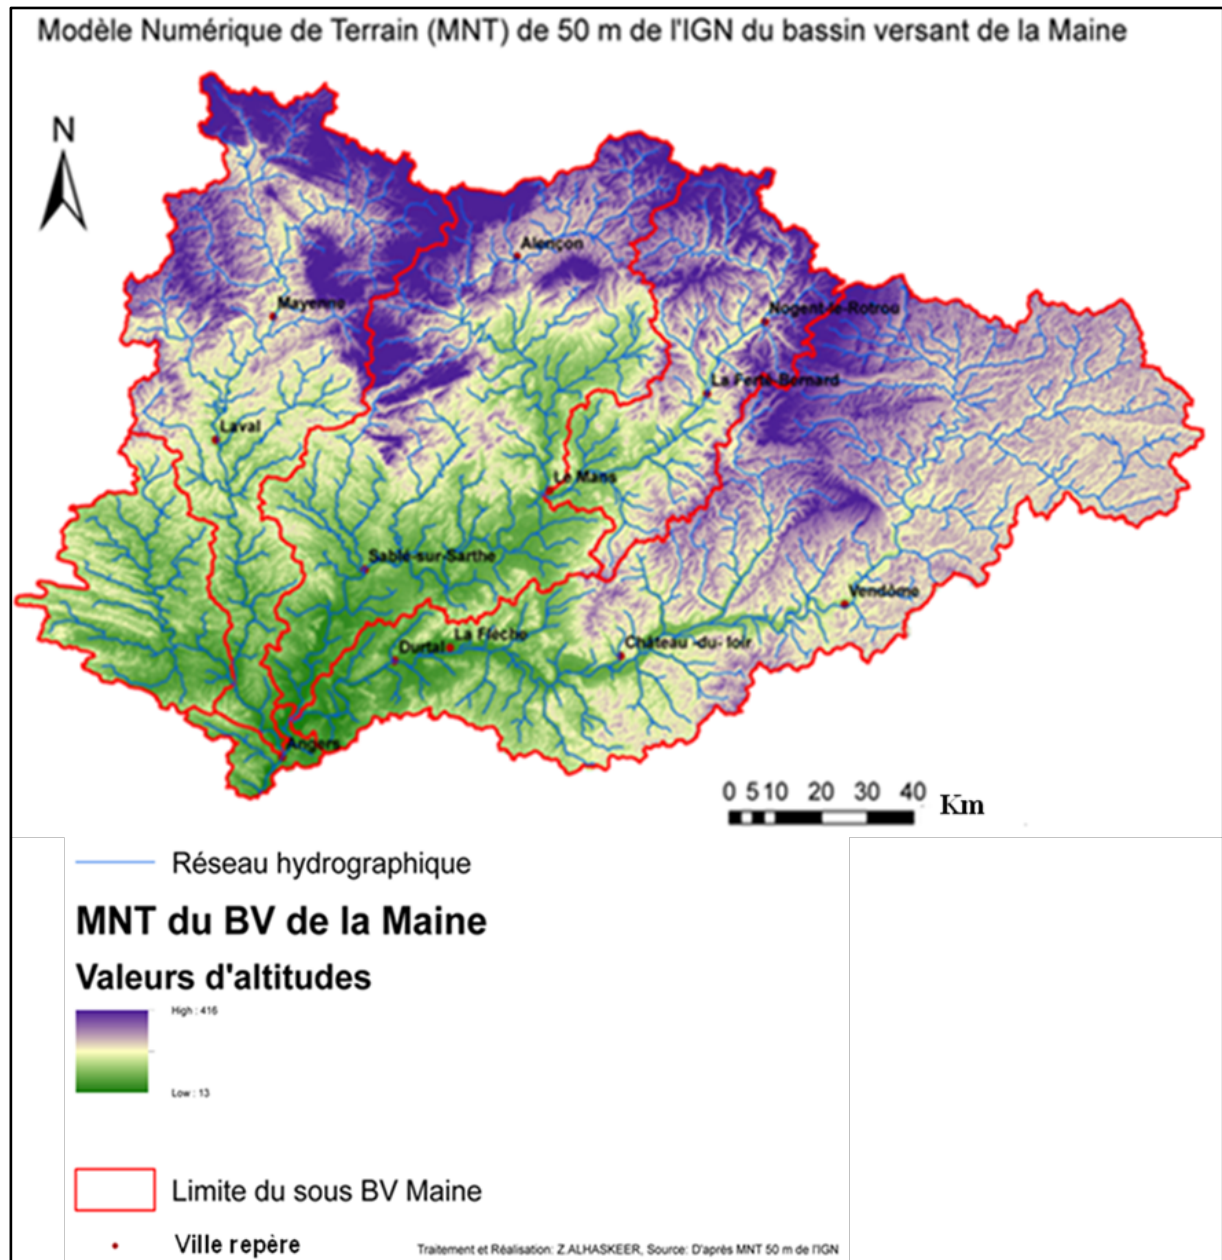 Modèle Numérique de Terrain (MNT) de 50 m de l'IGN du bassin versant de la Maine
N
Alençon
Mayenne
Nogent-le-Rotrou
La Ferté-Bernard
Laval
Le Mans
Sablé-sur-Sarthe
Vendôme
La Flèche
Château -du- loir
Durtal
Angers
0 5 10 20 30 40 Km
Réseau hydrographique
MNT du BV de la Maine
Valeurs d'altitudes
High : 416
Low : 13
Limite du sous BV Maine
Ville repère
Traitement et Réalisation: Z.ALHASKEER, Source: D'après MNT 50 m de l'IGN